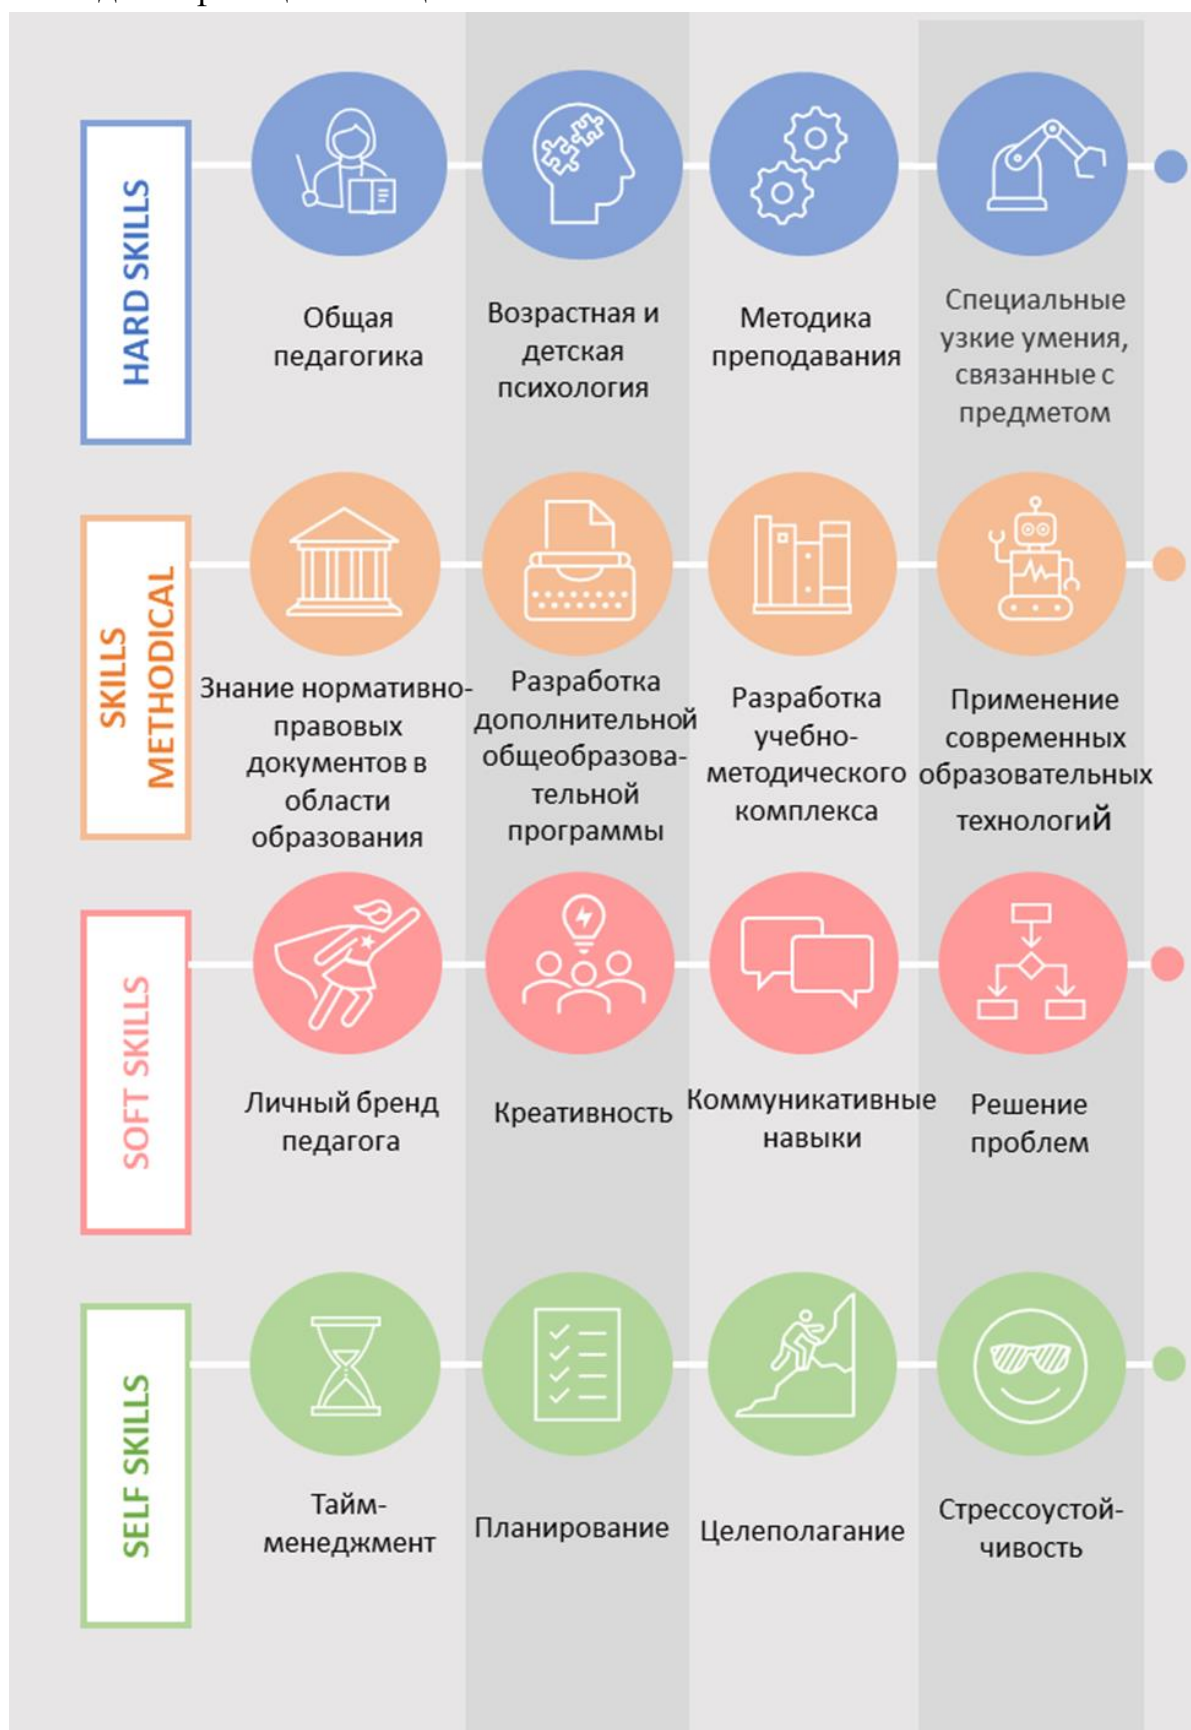 HARD SKILLS
Общая
педагогика
Возрастная и
детская
психология
Методика
преподавания
Специальные
узкие умения,
связанные с
предметом
SKILLS
METHODICAL
Знание нормативно-
правовых
документов в
области
образования
Разработка
дополнительной
общеобразова-
тельной
программы
Разработка
учебно-
методического
комплекса
Применение
современных
образовательных
технологий
SOFT SKILLS
Личный бренд
педагога
Креативность
Коммуникативные
навыки
Решение
проблем
SELF SKILLS
Тайм-
менеджмент
Планирование
Целеполагание
Стрессоустой-
чивость